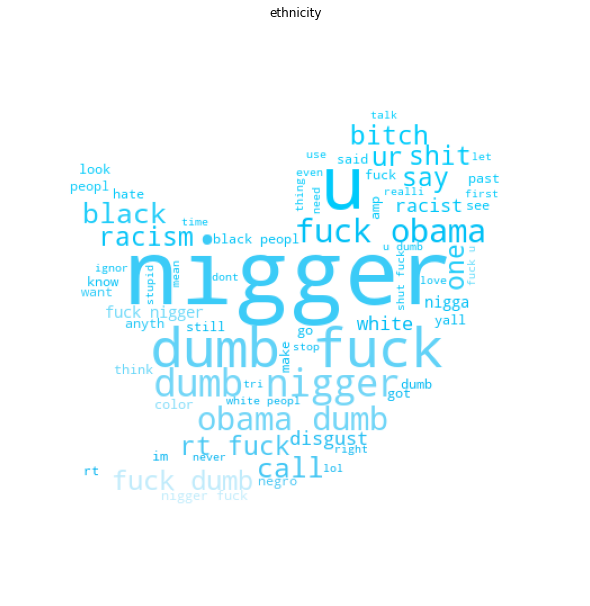 ethnicity
talk
bitch
use said ur shit let
look even fuck say past
peopl thing need u realli first
hate amp racist see
black time fuck obama
racism black peopl u dumb
nigger one fuck u
ignor mean dont shut fuck love
know stupid
want nigga
fuck nigger go white yall
anyth still
dumb fuck
make stop
think dumb nigger dumb
tri got
color white peopl
obama dumb
rt fuck disgust
im never right
rt call lol
fuck dumb negro
nigger fuck